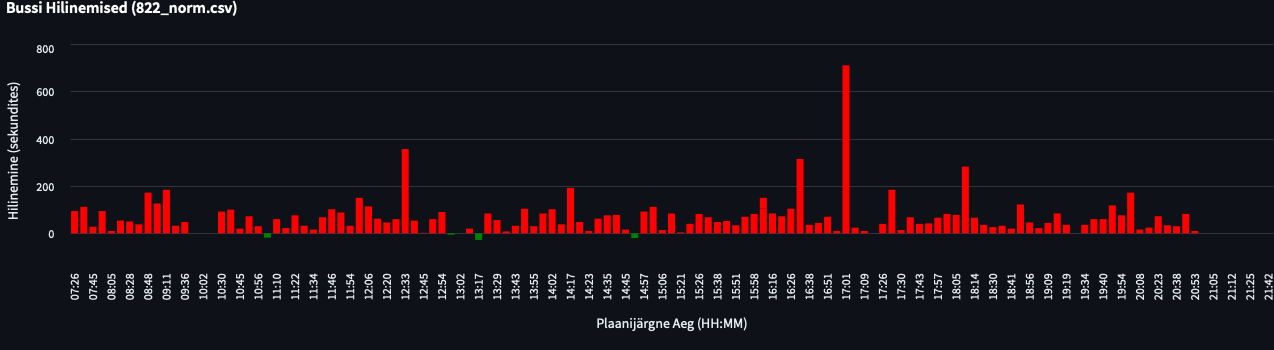 Bussi Hilinemised (822_norm.csv)
Hilinemine (sekundites)
800
600
400
200
0
07:26 07:45 08:05 08:28 08:48 09:11 09:36 10:02 10:30 10:56 11:10 11:34 11:46 11:54 12:06 12:20 12:33 12:45 12:54 13:02 13:17 13:29 13:43 13:55 14:02 14:17 14:23 14:35 14:45 14:57 15:06 15:21 15:26 15:38 15:51 15:58 16:16 16:26 16:38 16:51 17:01 17:09 17:26 17:30 17:43 17:57 18:05 18:14 18:30 18:41 18:56 19:09 19:19 19:34 19:40 19:54 20:08 20:23 20:38 20:53 21:05 21:12 21:25 21:42
Plaanijärgne Aeg (HH:MM)